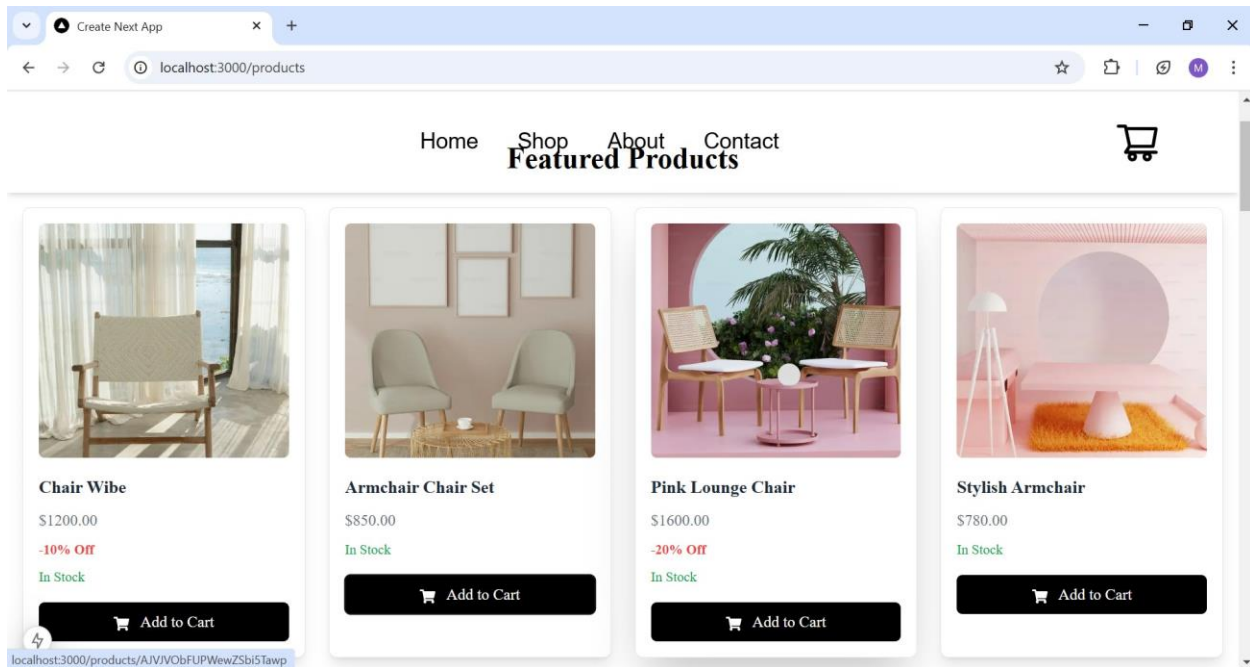 Create Next App
localhost:3000/products
M
Home Shop About Contact
Featured Products
Chair Wibe
$1200.00
-10% Off
In Stock
Add to Cart
Armchair Chair Set
$850.00
In Stock
Add to Cart
Pink Lounge Chair
$1600.00
-20% Off
In Stock
Add to Cart
Stylish Armchair
$780.00
In Stock
Add to Cart
localhost:3000/products/AJVJVObFUPWewZSbi5Tawp